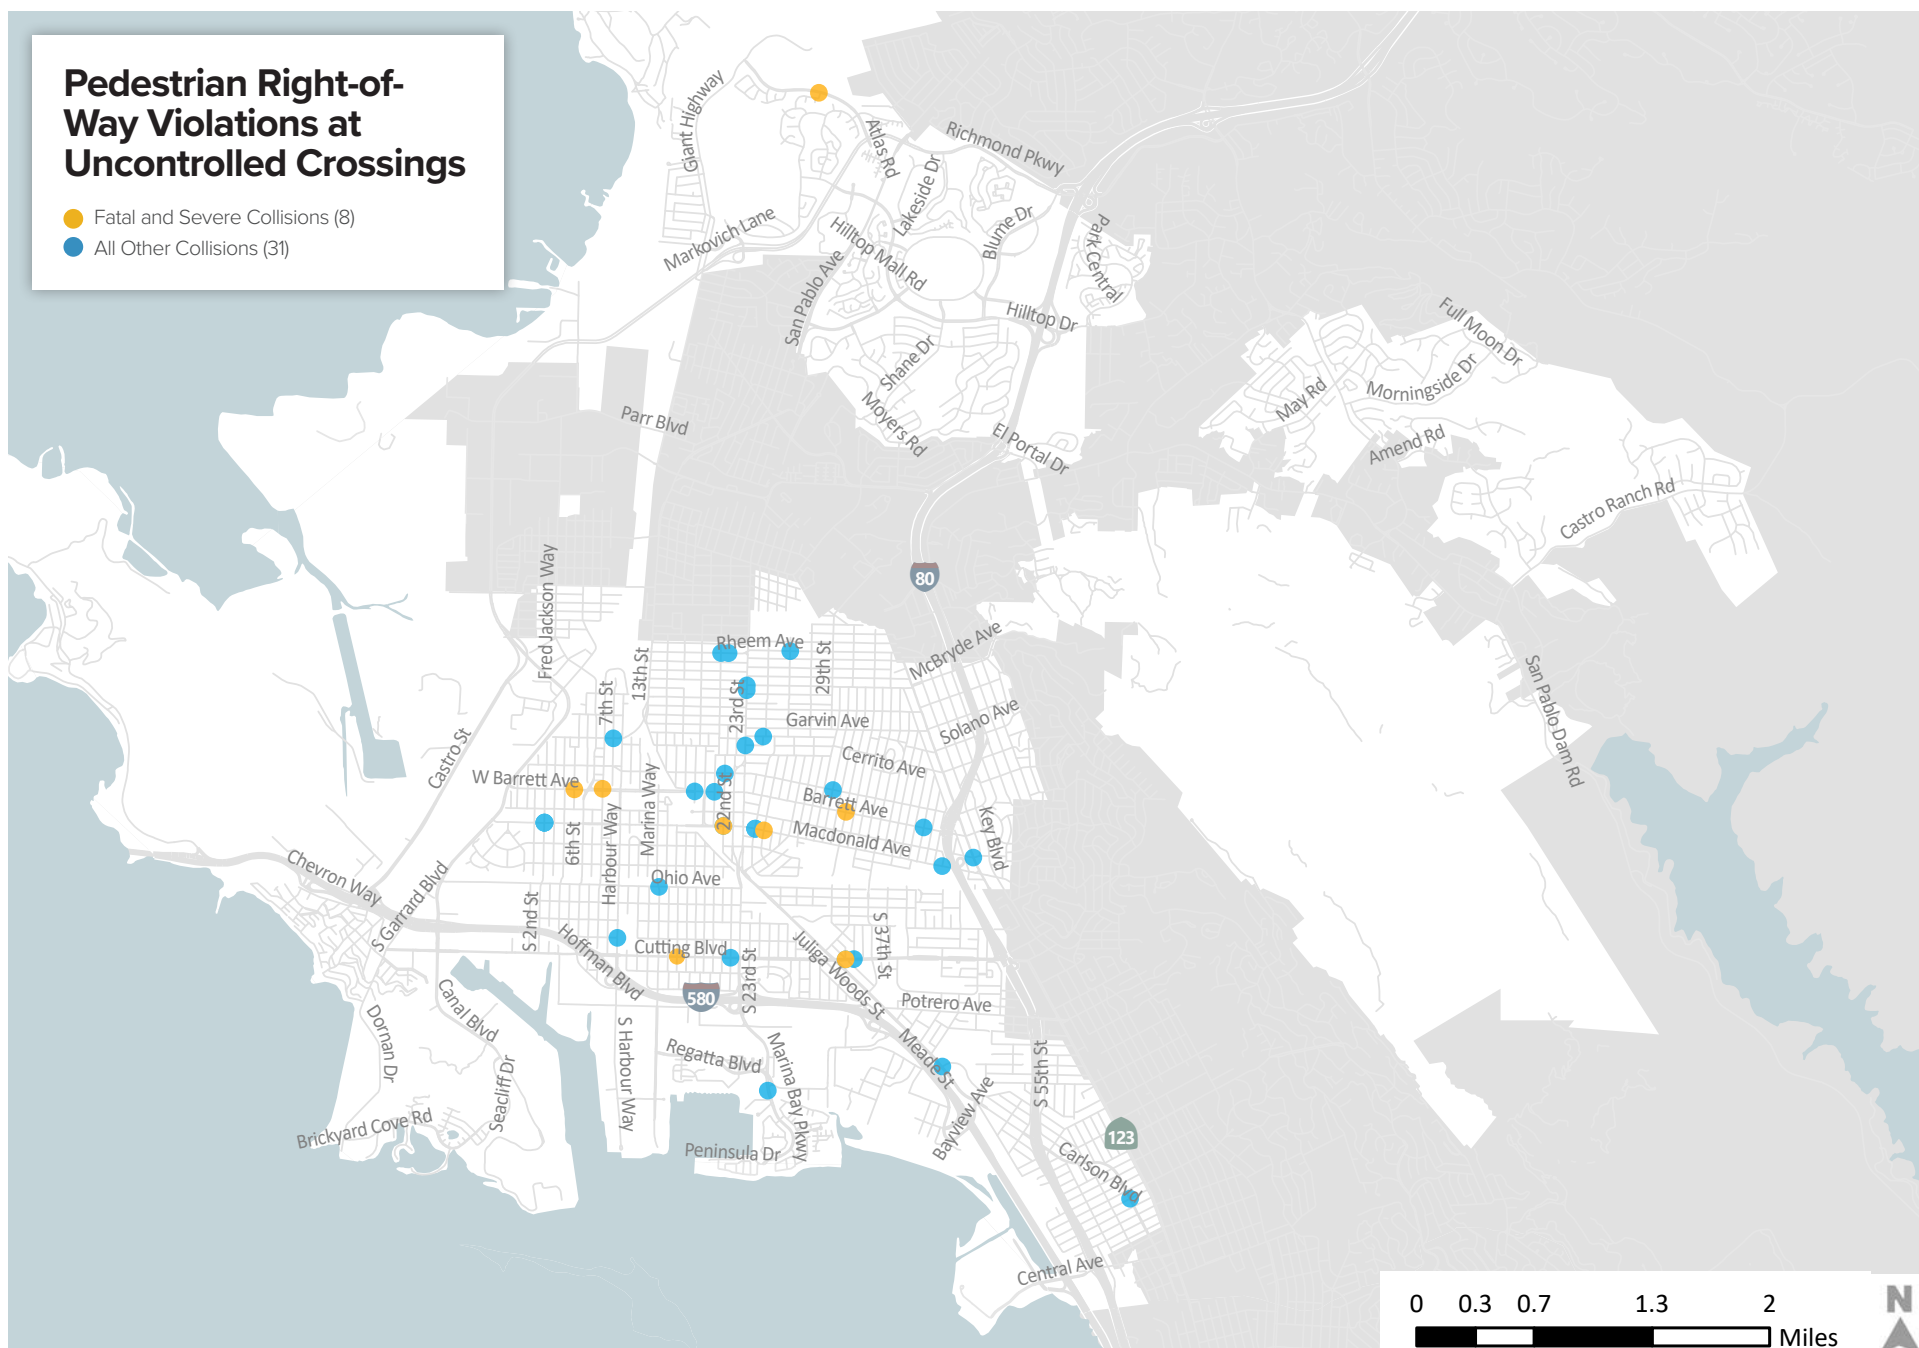 Pedestrian Right-of-
Way Violations at
Uncontrolled Crossings
Fatal and Severe Collisions (8)
All Other Collisions (31)
Giant Highway
Atlas Rd
Richmond Pkwy
Lakeside Dr
Markovich Lane
Hilltop Mall Rd
Blume Dr
Park Central
San Pablo Ave
Hilltop Dr
Shane Dr
Full Moon Dr
Morningside Dr
May Rd
Parr Blvd
Moyers Rd
El Portal Dr
Amend Rd
Castro Ranch Rd
80
Fred Jackson Way
Rheem Ave
McBryde Ave
13th St
29th St
7th St
23rd St
Garvin Ave
Solano Ave
San Pablo Dam Rd
Castro St
Cerrito Ave
W Barrett Ave
Marina Way
22nd St
Barrett Ave
6th St
Harbour Way
Macdonald Ave
Key Blvd
Chevron Way
Ohio Ave
S Garrard Blvd
S 2nd St
Hoffman Blvd
Cutting Blvd
S 23rd St
Juliga Woods St
S 37th St
580
Potrero Ave
Canal Blvd
Dornan Dr
S Harbour Way
Regatta Blvd
Marina Bay Pkwy
Meade St
S 55th St
Seacliff Dr
Bayview Ave
Brickyard Cove Rd
Peninsula Dr
123
Carlson Blvd
Central Ave
0 0.3 0.7 1.3 2
Miles
N